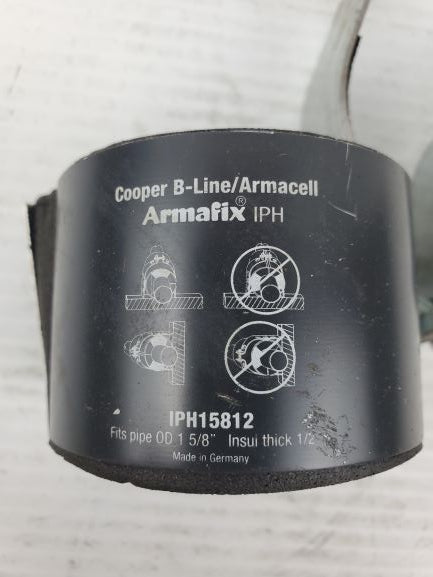 Cooper B-Line/Armacell
Armafix® IPH
IPH15812
Fits pipe OD 1 5/8" Insul thick 1/2"
Made in Germany